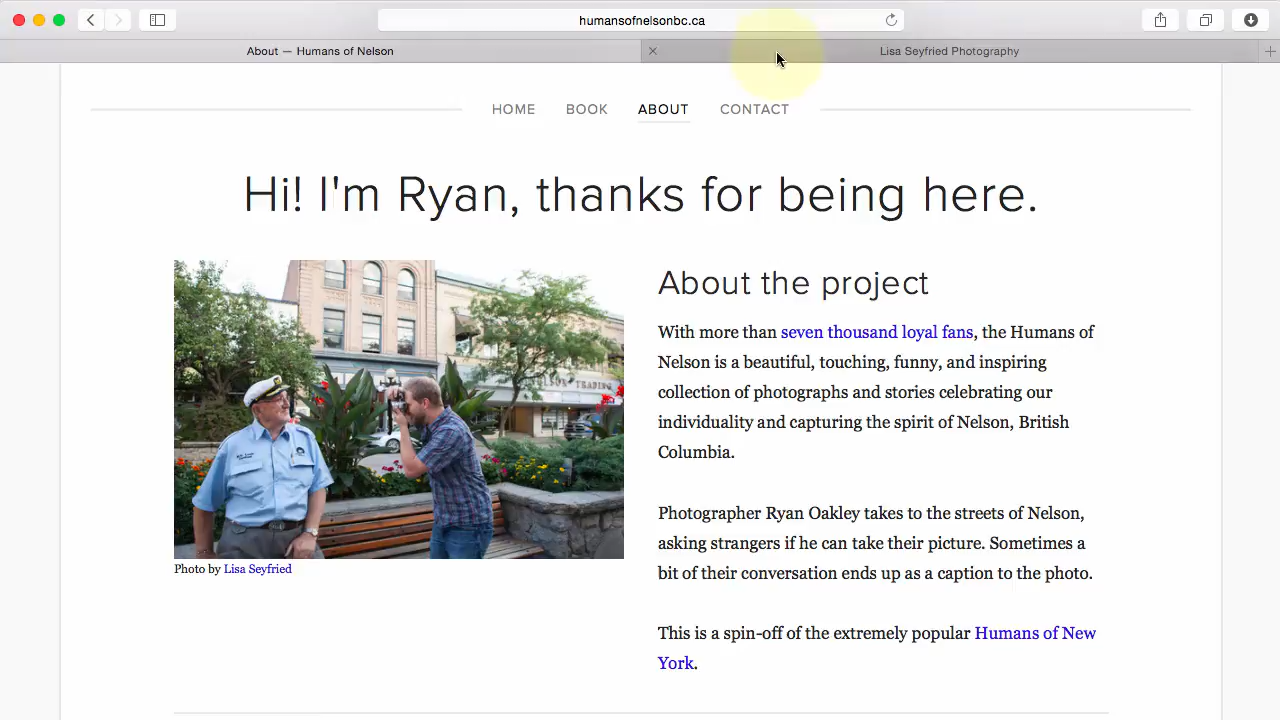 humansofnelsonbc.ca
About — Humans of Nelson
Lisa Seyfried Photography
HOME BOOK ABOUT CONTACT
Hi! I'm Ryan, thanks for being here.
About the project
With more than seven thousand loyal fans, the Humans of
Nelson is a beautiful, touching, funny, and inspiring
collection of photographs and stories celebrating our
individuality and capturing the spirit of Nelson, British
Columbia.
Photographer Ryan Oakley takes to the streets of Nelson,
asking strangers if he can take their picture. Sometimes a
bit of their conversation ends up as a caption to the photo.
This is a spin-off of the extremely popular Humans of New
York.
Photo by Lisa Seyfried